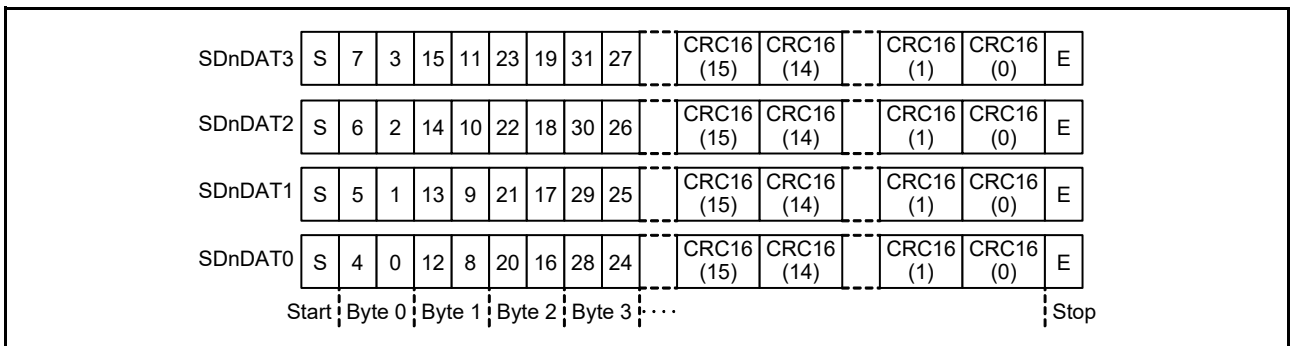 SDnDAT3 S 7 3 15 11 23 19 31 27 CRC16 (15) CRC16 (14) CRC16 (1) CRC16 (0) E
SDnDAT2 S 6 2 14 10 22 18 30 26 CRC16 (15) CRC16 (14) CRC16 (1) CRC16 (0) E
SDnDAT1 S 5 1 13 9 21 17 29 25 CRC16 (15) CRC16 (14) CRC16 (1) CRC16 (0) E
SDnDAT0 S 4 0 12 8 20 16 28 24 CRC16 (15) CRC16 (14) CRC16 (1) CRC16 (0) E
Start Byte 0 Byte 1 Byte 2 Byte 3 ···· Stop